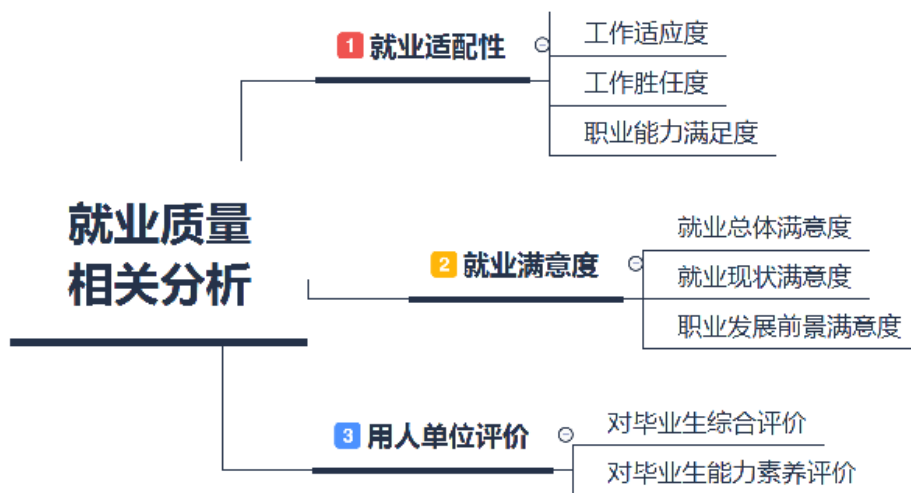 1 就业适配性
工作适应度
工作胜任度
职业能力满足度
就业质量
相关分析
2 就业满意度
就业总体满意度
就业现状满意度
职业发展前景满意度
3 用人单位评价
对毕业生综合评价
对毕业生能力素养评价